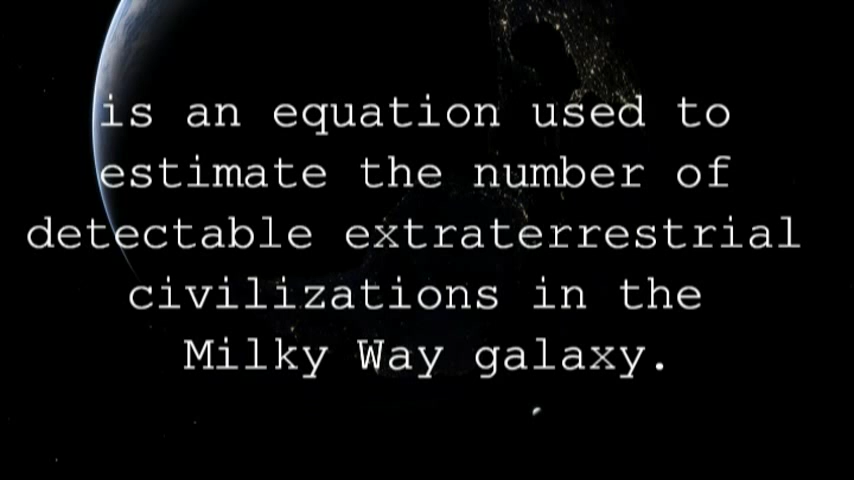 is an equation used to
estimate the number of
detectable extraterrestrial
civilizations in the
Milky Way galaxy.